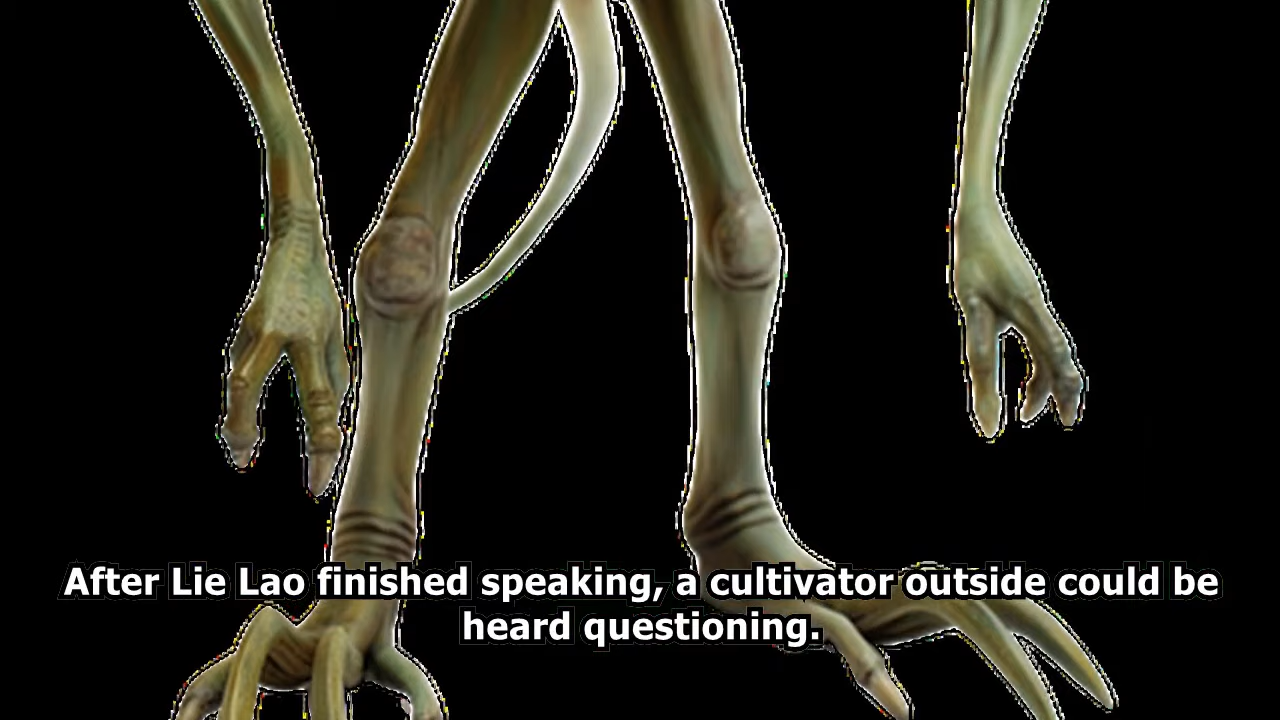 After Lie Lao finished speaking, a cultivator outside could be
heard questioning.